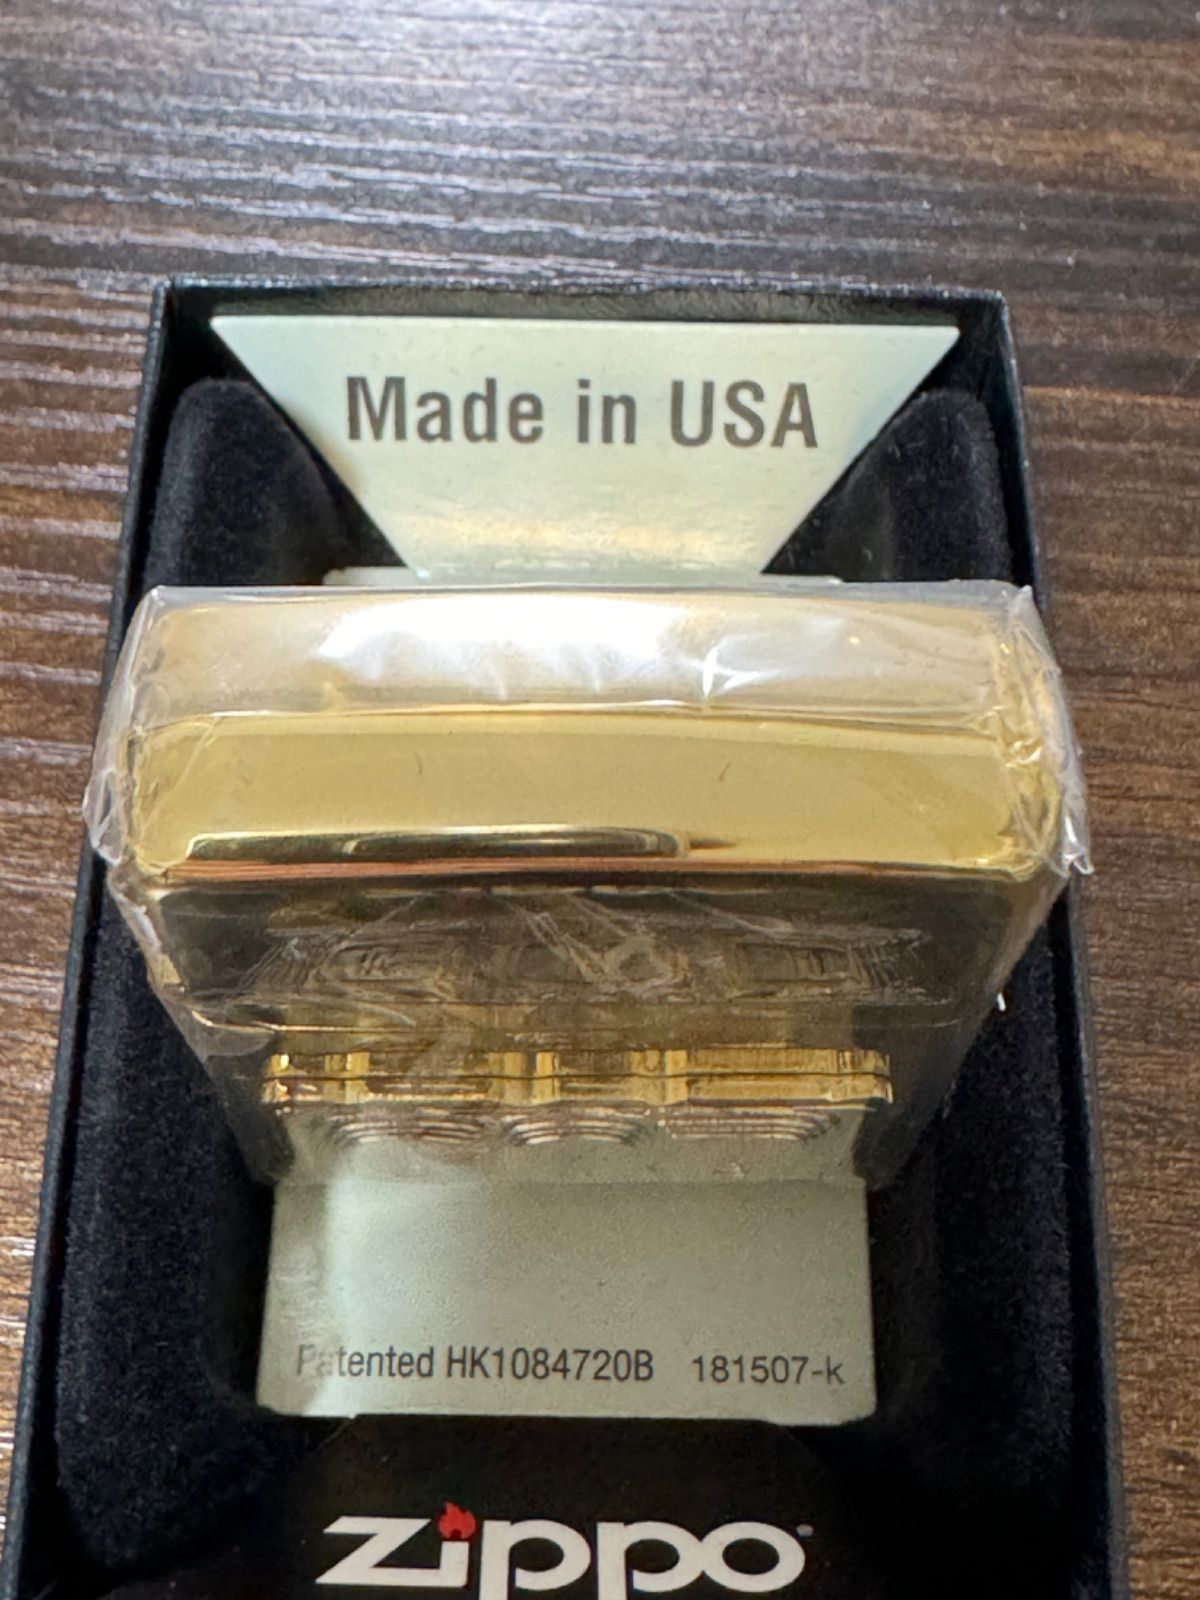 Made in USA
Patented HK1084720B 181507-k
zippo